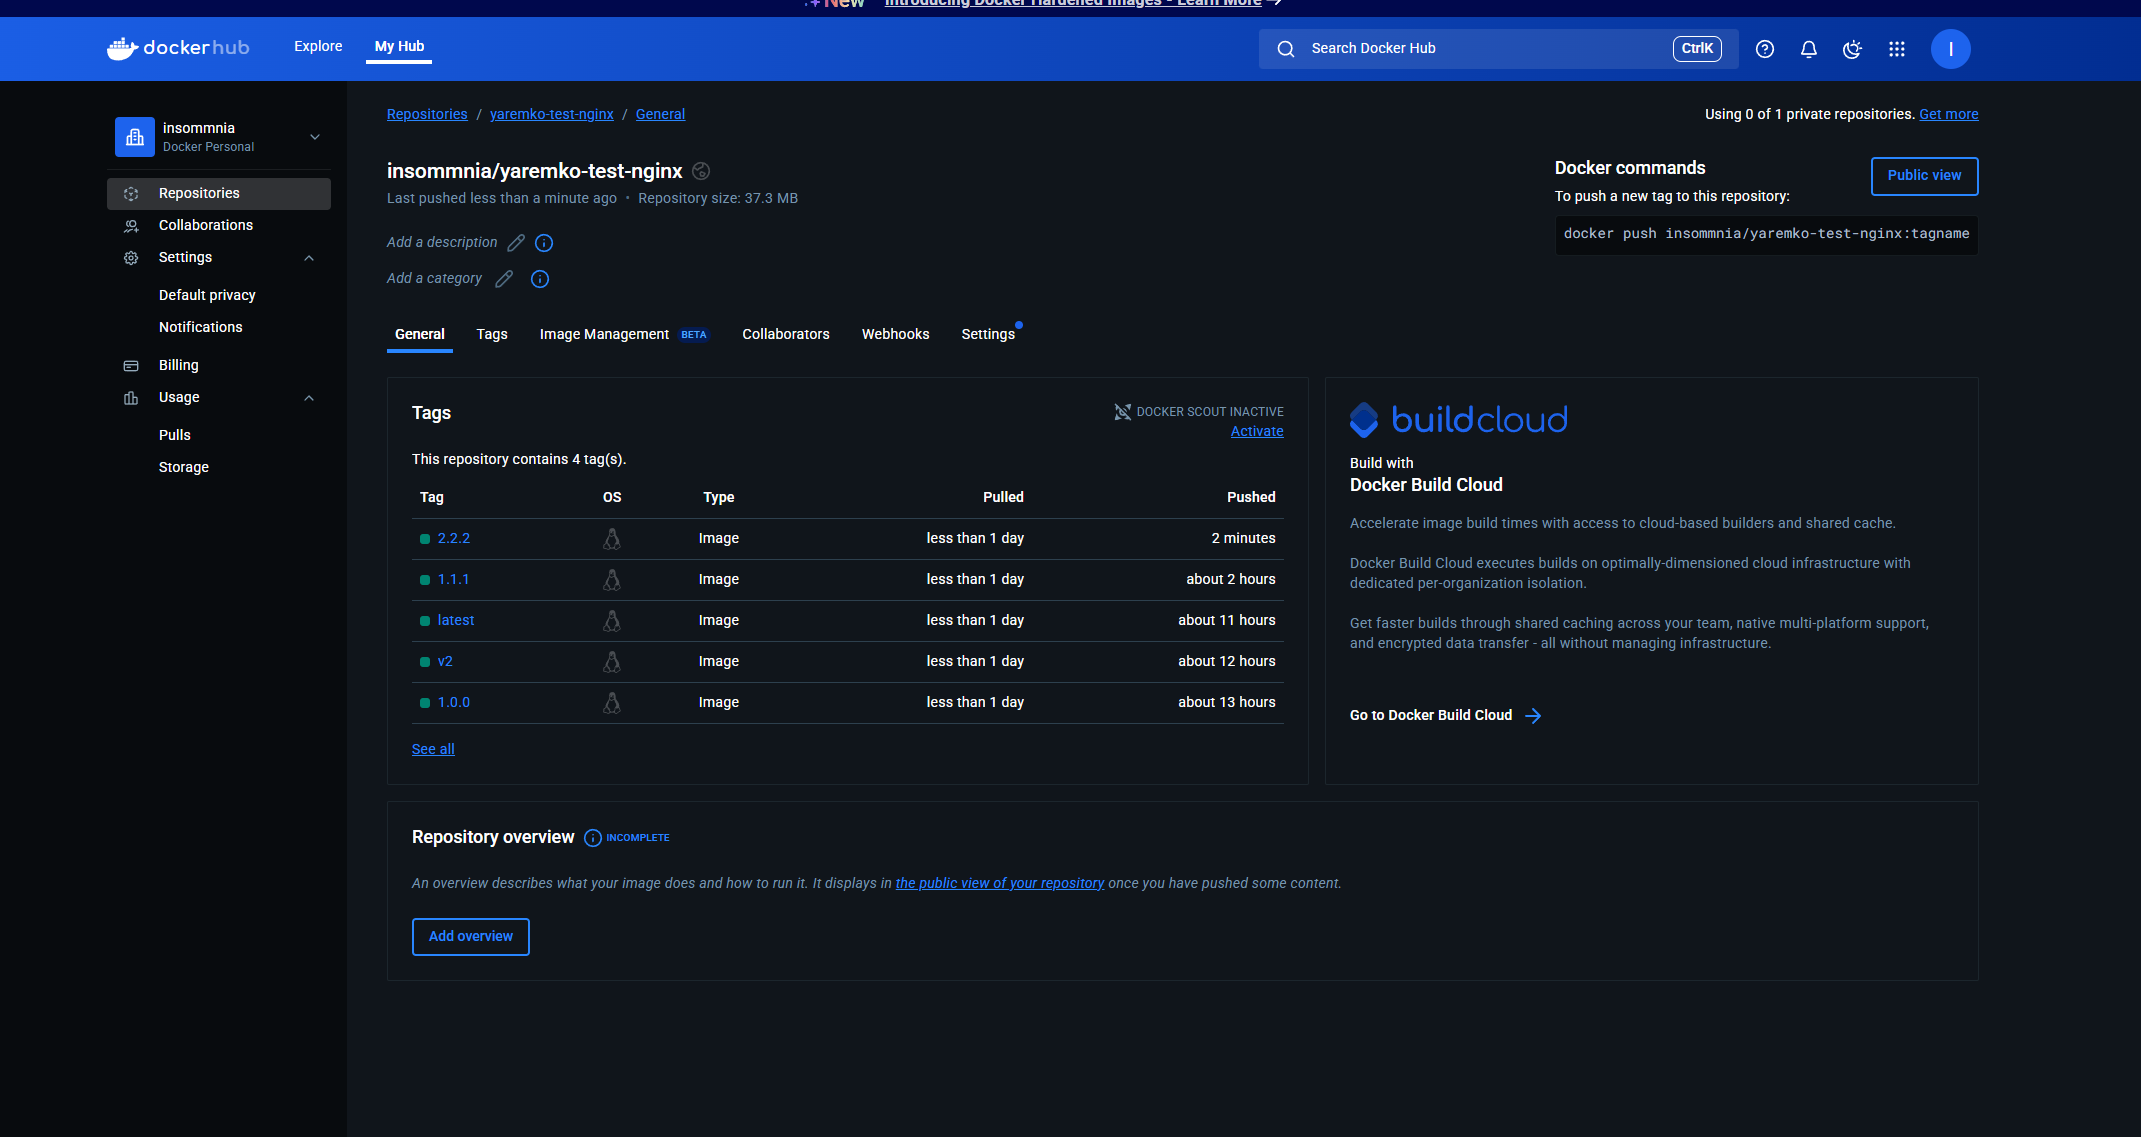 New Introducing Docker Hardened Images - Learn More →
dockerhub
Explore
My Hub
Search Docker Hub
CtrlK
I
insommnia
Docker Personal
Repositories
Collaborations
Settings
Default privacy
Notifications
Billing
Usage
Pulls
Storage
Repositories / yaremko-test-nginx / General
Using 0 of 1 private repositories. Get more
insommnia/yaremko-test-nginx
Last pushed less than a minute ago • Repository size: 37.3 MB
Add a description
Add a category
Docker commands
Public view
To push a new tag to this repository:
docker push insommnia/yaremko-test-nginx:tagname
General Tags Image Management BETA Collaborators Webhooks Settings
Tags
DOCKER SCOUT INACTIVE
Activate
This repository contains 4 tag(s).
Tag OS Type Pulled Pushed
2.2.2 Image less than 1 day 2 minutes
1.1.1 Image less than 1 day about 2 hours
latest Image less than 1 day about 11 hours
v2 Image less than 1 day about 12 hours
1.0.0 Image less than 1 day about 13 hours
See all
buildcloud
Build with
Docker Build Cloud
Accelerate image build times with access to cloud-based builders and shared cache.
Docker Build Cloud executes builds on optimally-dimensioned cloud infrastructure with
dedicated per-organization isolation.
Get faster builds through shared caching across your team, native multi-platform support,
and encrypted data transfer - all without managing infrastructure.
Go to Docker Build Cloud
Repository overview INCOMPLETE
An overview describes what your image does and how to run it. It displays in the public view of your repository once you have pushed some content.
Add overview